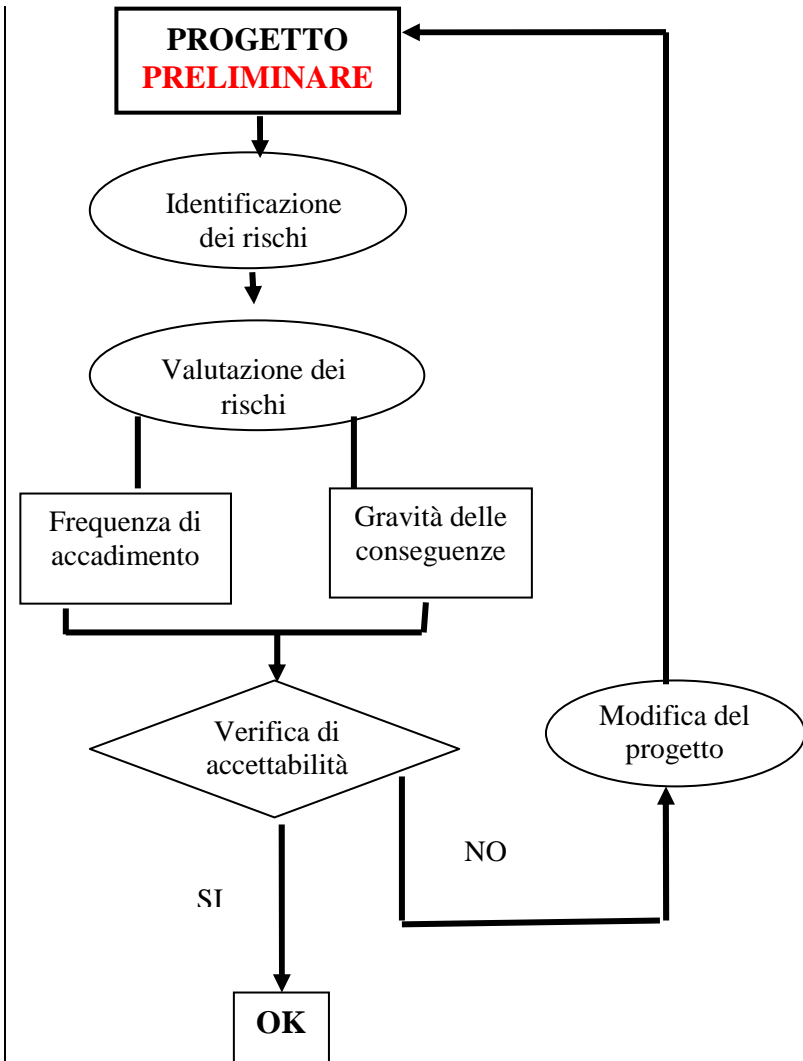 PROGETTO
PRELIMINARE
Identificazione
dei rischi
Valutazione dei
rischi
Frequenza di
accadimento
Gravità delle
conseguenze
Verifica di
accettabilità
Modifica del
progetto
NO
SI
OK